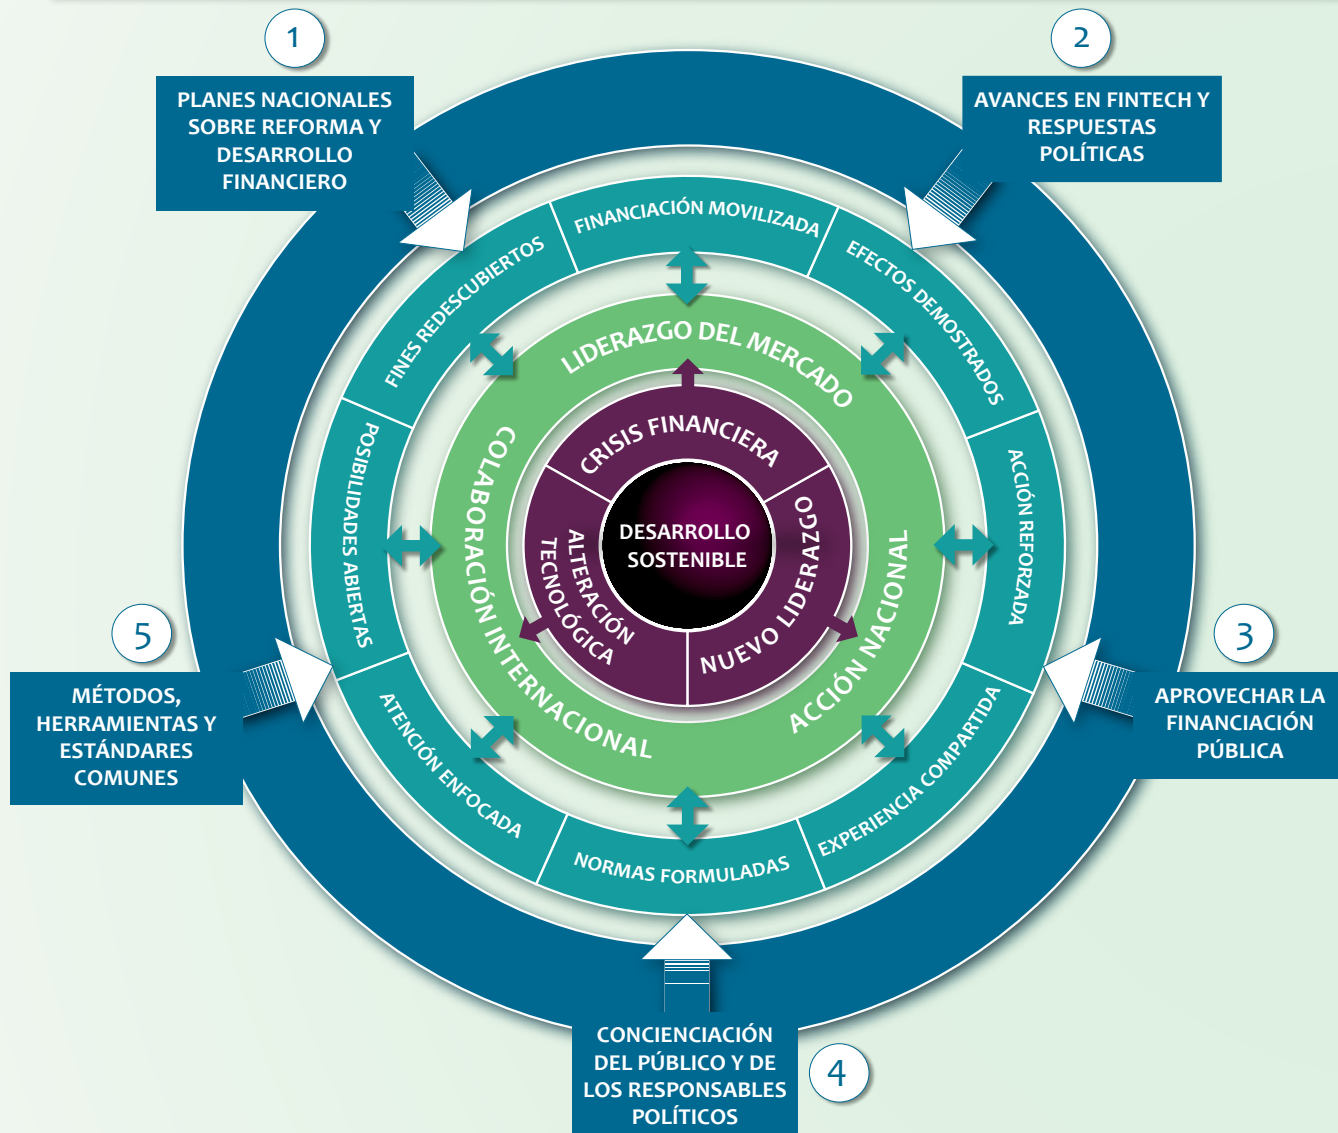 1
PLANES NACIONALES
SOBRE REFORMA Y
DESARROLLO
FINANCIERO
2
AVANCES EN FINTECH Y
RESPUESTAS
POLÍTICAS
FINANCIACIÓN MOVILIZADA
EFECTOS DEMOSTRADOS
ACCIÓN REFORZADA
EXPERIENCIA COMPARTIDA
NORMAS FORMULADAS
ATENCIÓN ENFOCADA
POSIBILIDADES ABIERTAS
FINES REDESCUBIERTOS
LIDERAZGO DEL MERCADO
ACCIÓN NACIONAL
COLABORACIÓN INTERNACIONAL
CRISIS FINANCIERA
NUEVO LIDERAZGO
ALTERACIÓN
TECNOLÓGICA
DESARROLLO
SOSTENIBLE
3
APROVECHAR LA
FINANCIACIÓN
PÚBLICA
5
MÉTODOS,
HERRAMIENTAS Y
ESTÁNDARES
COMUNES
4
CONCIENCIACIÓN
DEL PÚBLICO Y DE
LOS RESPONSABLES
POLÍTICOS